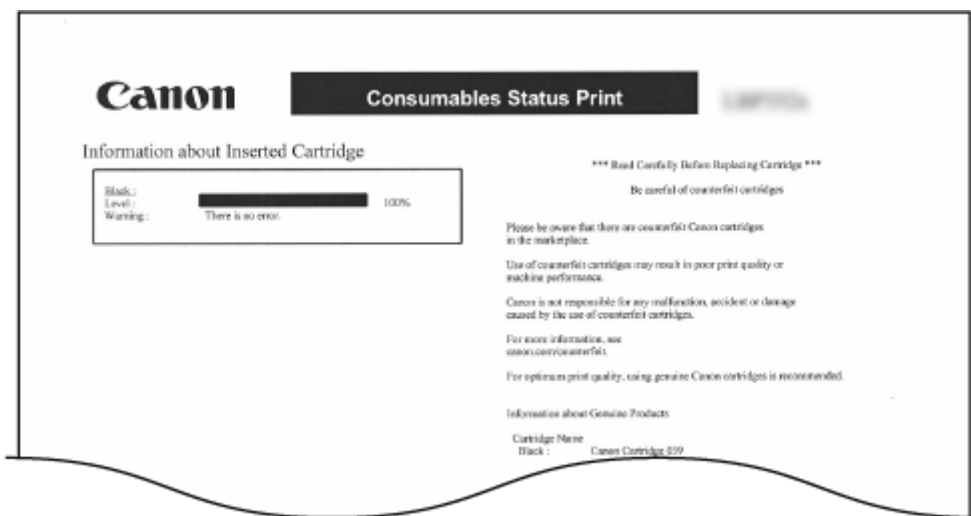 Canon
Consumables Status Print
Information about Inserted Cartridge
Black :
Level : 100%
Warning : There is no error.
*** Read Carefully Before Replacing Cartridge ***
Be careful of counterfeit cartridges
Please be aware that there are counterfeit Canon cartridges
in the marketplace.
Use of counterfeit cartridges may result in poor print quality or
machine performance.
Canon is not responsible for any malfunction, accident or damage
caused by the use of counterfeit cartridges.
For more information, see
canon.com/counterfeit.
For optimum print quality, using genuine Canon cartridges is recommended.
Information about Genuine Products
Cartridge Name
Black : Canon Cartridge 039